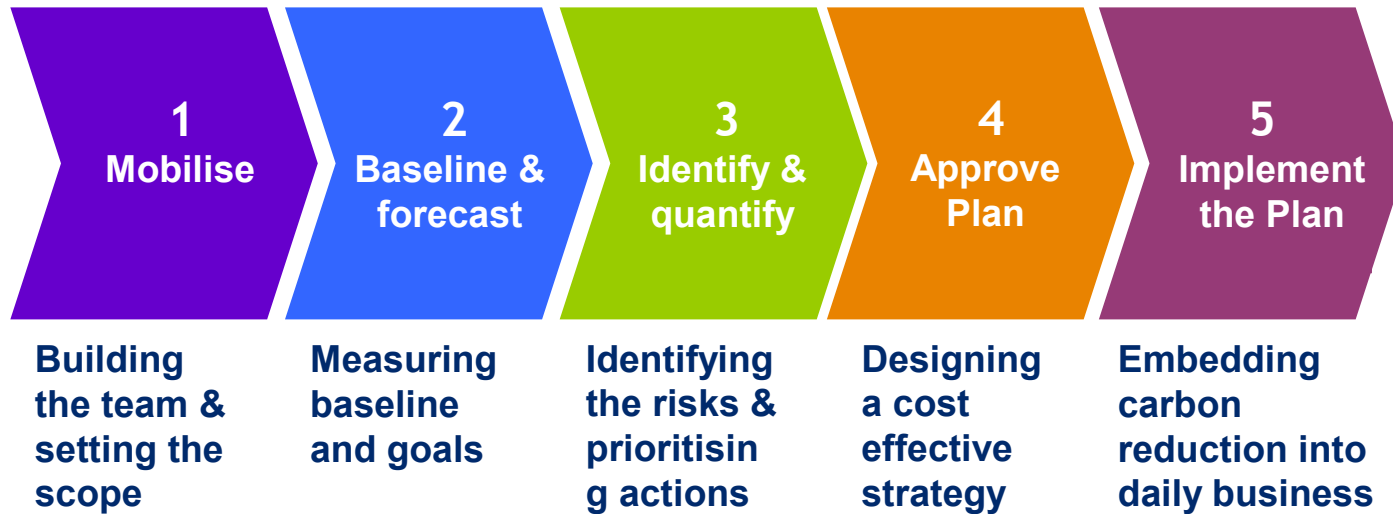 1
Mobilise
2
Baseline &
forecast
3
Identify &
quantify
4
Approve
Plan
5
Implement
the Plan
Building
the team &
setting the
scope
Measuring
baseline
and goals
Identifying
the risks &
prioritisin
g actions
Designing
a cost
effective
strategy
Embedding
carbon
reduction into
daily business